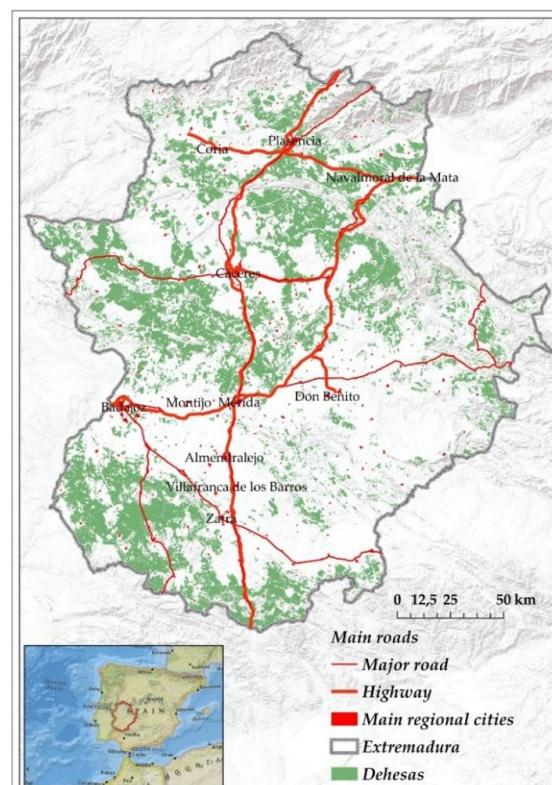 Plasencia
Coria
Navalmoral de la Mata
Cáceres
Montijo Mérida
Don Benito
Badajoz
Almendralejo
Villafranca de los Barros
Zafra
0 12,5 25 50 km
Main roads
Major road
Highway
Main regional cities
Extremadura
Dehesas
SPAIN